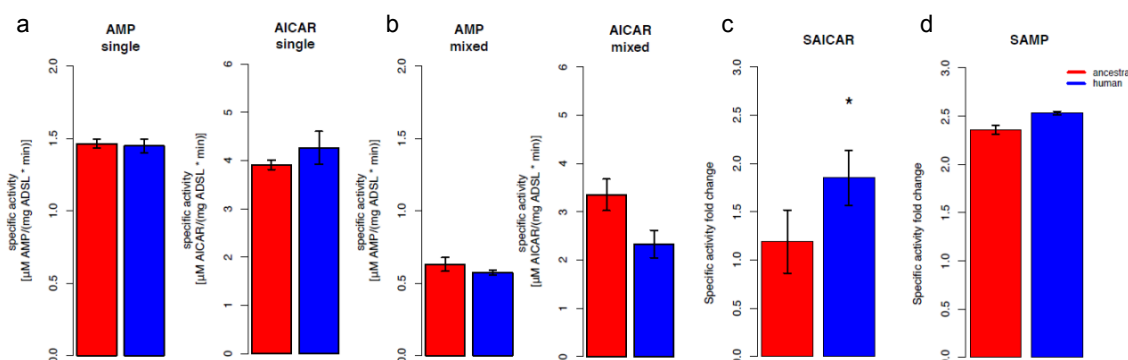 a
AMP
single
specific activity
[µM AMP/(mg ADSL * min)]
0.0
0.5
1.0
1.5
2.0
AICAR
single
specific activity
[µM AICAR/(mg ADSL * min)]
0
1
2
3
4
5
6
b
AMP
mixed
specific activity
[µM AMP/(mg ADSL * min)]
0.0
0.5
1.0
1.5
2.0
AICAR
mixed
specific activity
[µM AICAR/(mg ADSL * min)]
0
1
2
3
4
5
6
c
SAICAR
Specific activity fold change
0.0
0.5
1.0
1.5
2.0
2.5
3.0
*
d
SAMP
Specific activity fold change
0.0
0.5
1.0
1.5
2.0
2.5
3.0
ancestra
human